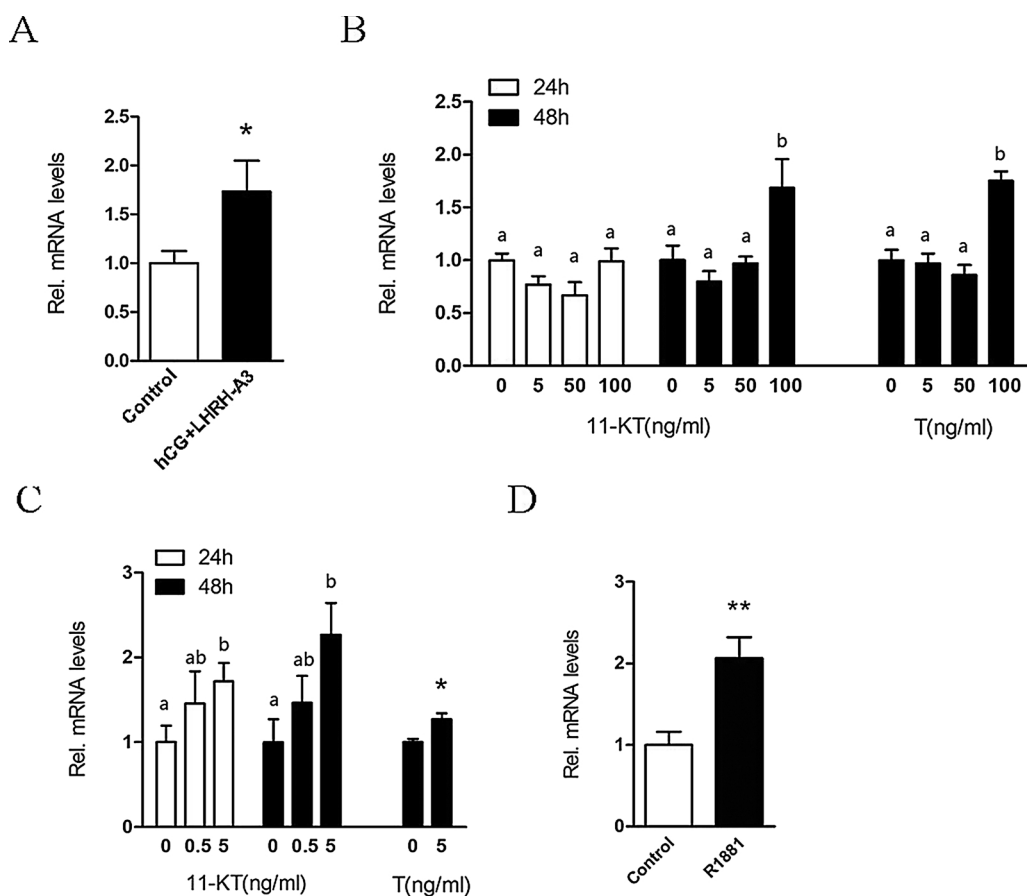 A
Rel. mRNA levels
2.5
2.0
1.5
1.0
0.5
0.0
*
Control
hCG+LHRH-A3
B
24h
48h
Rel. mRNA levels
2.5
2.0
1.5
1.0
0.5
0.0
a a a a a a a b a a a b
0 5 50 100 0 5 50 100 0 5 50 100
11-KT(ng/ml) T(ng/ml)
C
24h
48h
Rel. mRNA levels
3
2
1
0
a ab b a ab b *
0 0.5 5 0 0.5 5 0 5
11-KT(ng/ml) T(ng/ml)
D
Rel. mRNA levels
3
2
1
0
**
Control
R1881